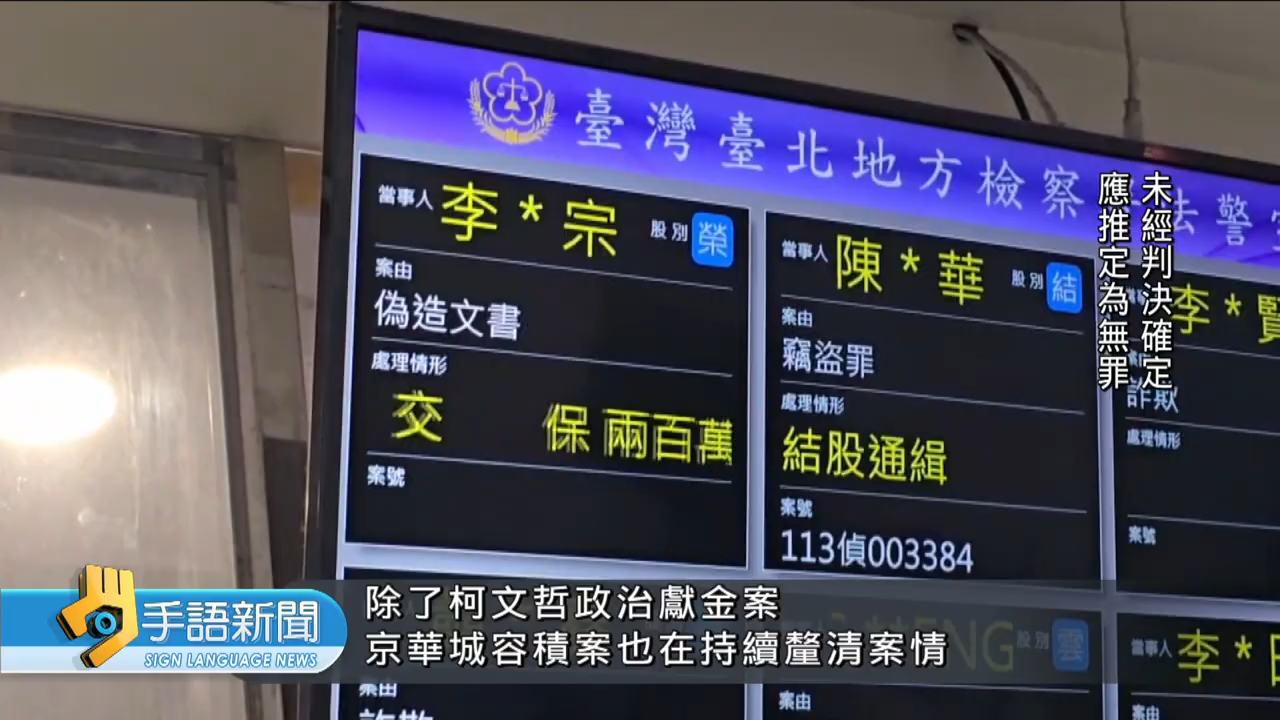 臺灣臺北地方檢察
法警
當事人 李*宗 股別 榮
案由
偽造文書
處理情形
交 保 兩百萬
案號
當事人 陳*華 股別 結
案由
竊盜罪
處理情形
結股通緝
案號
113偵003384
李*賢
詐欺
處理情形
案號
未經判決確定
應推定為無罪
手語新聞
SIGN LANGUAGE NEWS
除了柯文哲政治獻金案
京華城容積案也在持續釐清案情
NG 股別 雲
案由
當事人 李*
案由
案由